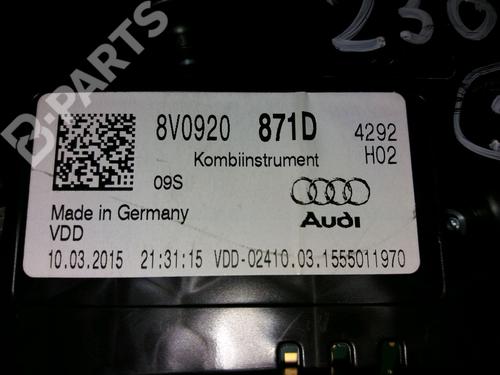 B-PARTS
230
8V0920 871D 4292
Kombiinstrument H02
09S
Made in Germany Audi
VDD
10.03.2015 21:31:15 VDD-02410.03.1555011970